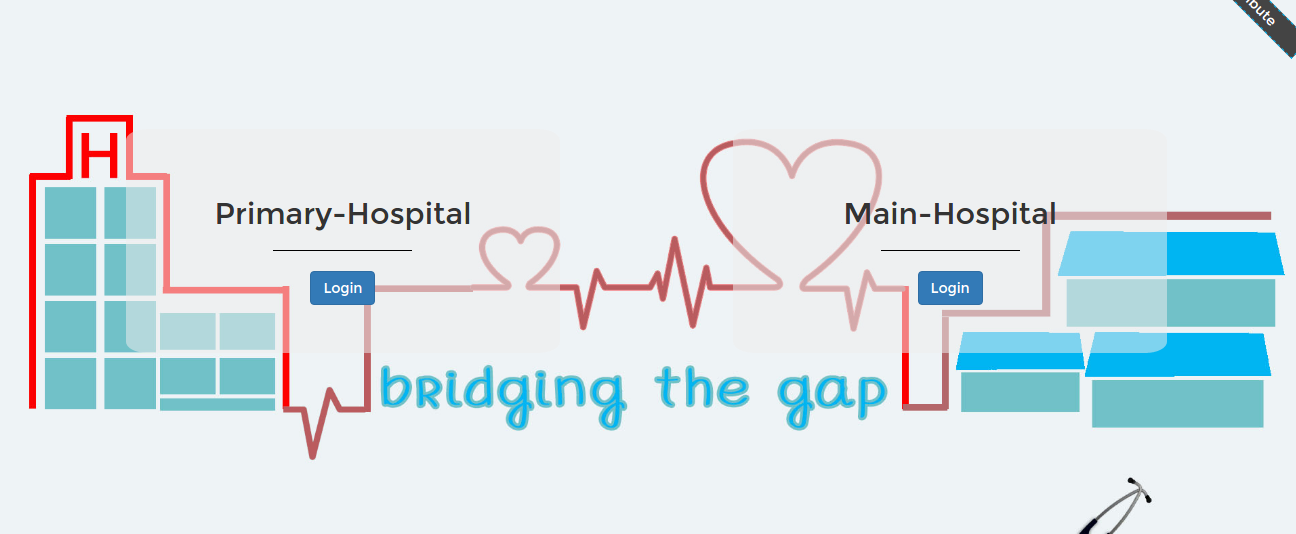 H
Primary-Hospital
Main-Hospital
Login
Login
bridging the gap